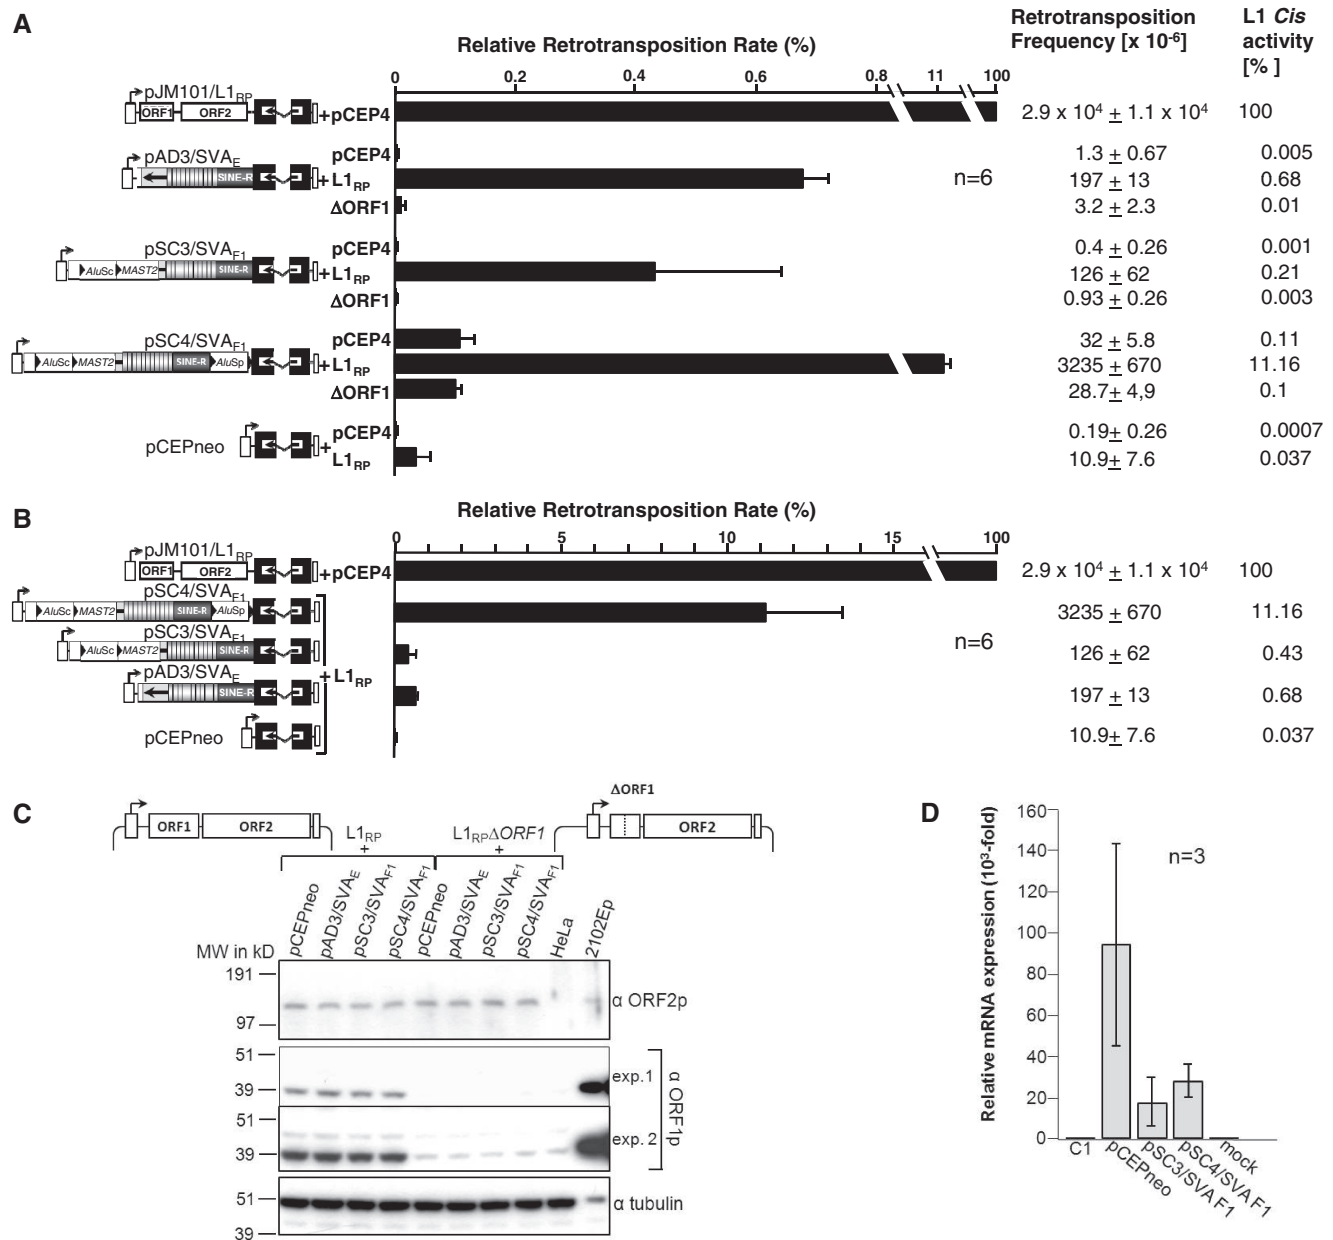 A
Relative Retrotransposition Rate (%)
Retrotransposition Frequency [x 10-6]
L1 Cis activity [% ]
0 0.2 0.4 0.6 0.8 11 100
pJM101/L1RP
ORF1 ORF2 +pCEP4 2.9 x 10⁴ ± 1.1 x 10⁴ 100
pAD3/SVAE
pCEP4 1.3 ± 0.67 0.005
SINE-R +L1RP n=6 197 ± 13 0.68
ΔORF1 3.2 ± 2.3 0.01
pSC3/SVAF1
pCEP4 0.4 ± 0.26 0.001
AluSc MAST2 SINE-R +L1RP 126 ± 62 0.21
ΔORF1 0.93 ± 0.26 0.003
pSC4/SVAF1
pCEP4 32 ± 5.8 0.11
AluSc MAST2 SINE-R AluSp +L1RP 3235 ± 670 11.16
ΔORF1 28.7± 4,9 0.1
pCEPneo + pCEP4 0.19± 0.26 0.0007
L1RP 10.9± 7.6 0.037
B
Relative Retrotransposition Rate (%)
0 5 10 15 100
pJM101/L1RP
ORF1 ORF2 +pCEP4 2.9 x 10⁴ ± 1.1 x 10⁴ 100
pSC4/SVAF1
AluSc MAST2 SINE-R AluSp 3235 ± 670 11.16
pSC3/SVAF1
AluSc MAST2 SINE-R n=6 126 ± 62 0.43
pAD3/SVAE
+ L1RP
SINE-R 197 ± 13 0.68
pCEPneo 10.9± 7.6 0.037
C
ORF1 ORF2
L1RP
+
L1RPΔORF1
+
ΔORF1
ORF2
pCEPneo
pAD3/SVAE
pSC3/SVAF1
pSC4/SVAF1
pCEPneo
pAD3/SVAE
pSC3/SVAF1
pSC4/SVAF1
HeLa
2102Ep
MW in kD
191
97
α ORF2p
51
39
exp.1
51
39
exp. 2
α ORF1p
51
39
α tubulin
D
Relative mRNA expression (10³-fold)
160
140
120
100
80
60
40
20
0
n=3
C1
pCEPneo
pSC3/SVA F1
pSC4/SVA F1
mock